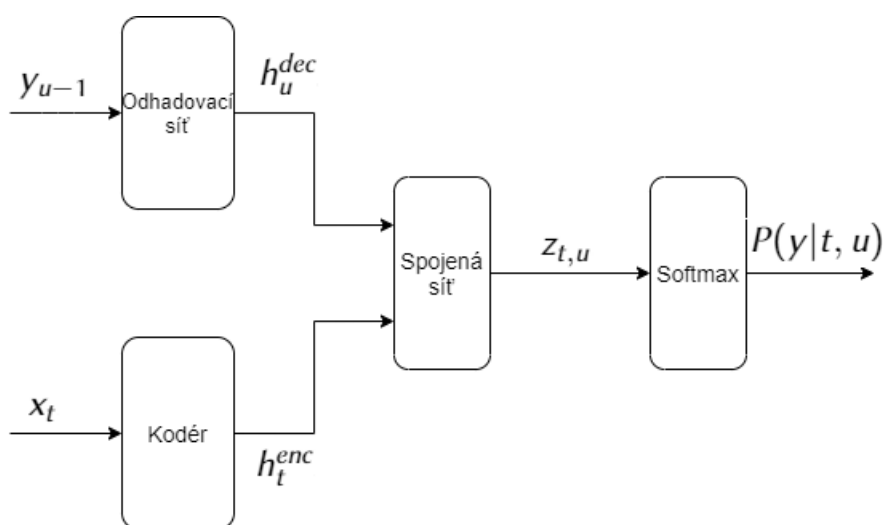 y_{u-1}
Odhadovací
síť
h_u^{dec}
Spojená
síť
z_{t,u}
Softmax
P(y|t, u)
x_t
Kodér
h_t^{enc}